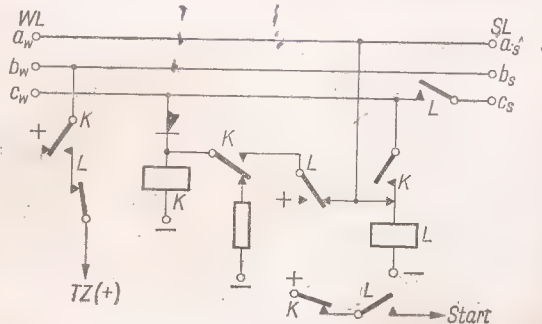 WL SL
a_w a_s
b_w b_s
c_w c_s
L
+ K
K
L L
K
K
+
L
TZ(+)
+
K L
Start